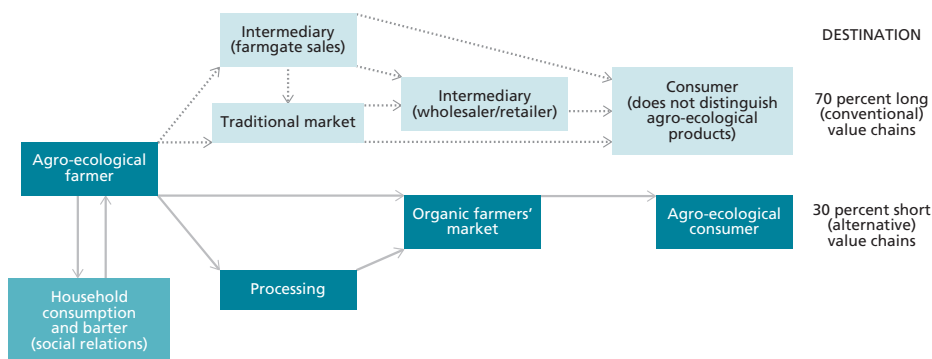 Intermediary
(farmgate sales)
DESTINATION
Traditional market
Intermediary
(wholesaler/retailer)
Consumer
(does not distinguish
agro-ecological
products)
70 percent long
(conventional)
value chains
Agro-ecological
farmer
Organic farmers’
market
Agro-ecological
consumer
30 percent short
(alternative)
value chains
Processing
Household
consumption
and barter
(social relations)